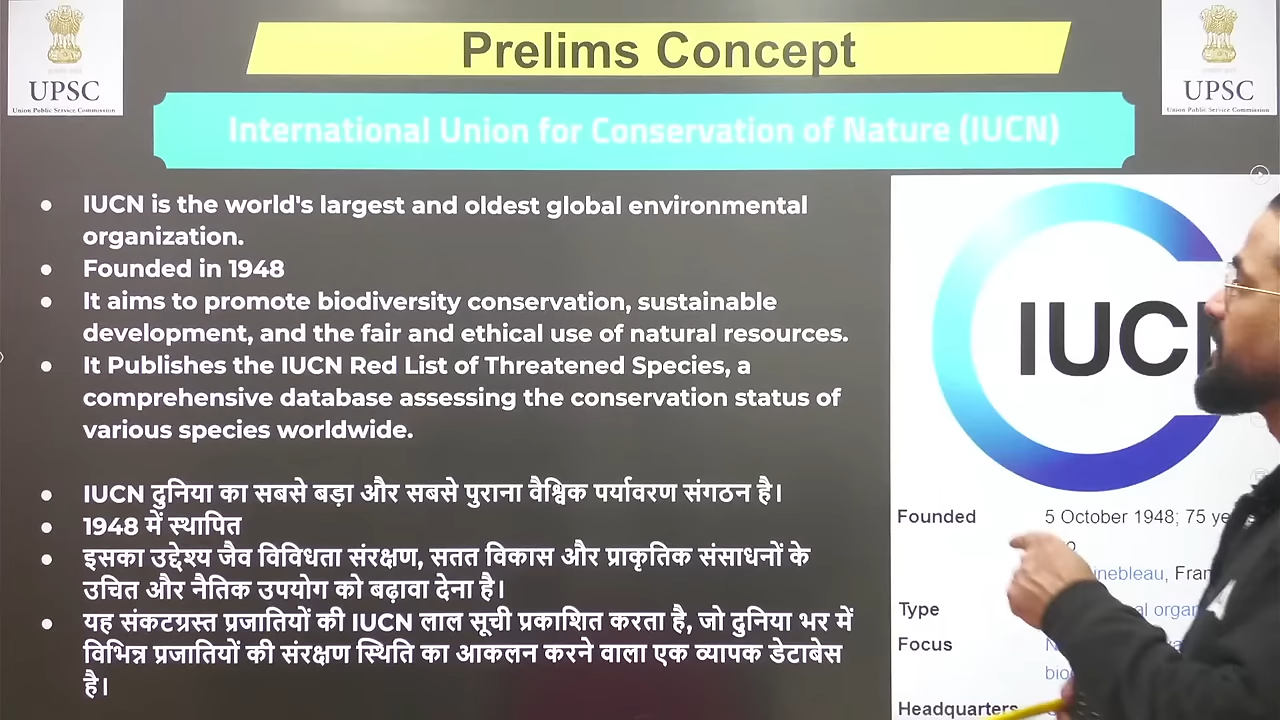 UPSC
Union Public Service Commission
Prelims Concept
UPSC
Union Public Service Commission
International Union for Conservation of Nature (IUCN)
• IUCN is the world's largest and oldest global environmental
organization.
• Founded in 1948
• It aims to promote biodiversity conservation, sustainable
development, and the fair and ethical use of natural resources.
• It Publishes the IUCN Red List of Threatened Species, a
comprehensive database assessing the conservation status of
various species worldwide.
• IUCN दुनिया का सबसे बड़ा और सबसे पुराना वैश्विक पर्यावरण संगठन है।
• 1948 में स्थापित
• इसका उद्देश्य जैव विविधता संरक्षण, सतत विकास और प्राकृतिक संसाधनों के
उचित और नैतिक उपयोग को बढ़ावा देना है।
• यह संकटग्रस्त प्रजातियों की IUCN लाल सूची प्रकाशित करता है, जो दुनिया भर में
विभिन्न प्रजातियों की संरक्षण स्थिति का आकलन करने वाला एक व्यापक डेटाबेस
है।
IUC
Founded 5 October 1948; 75
Type
Focus
Headquarters